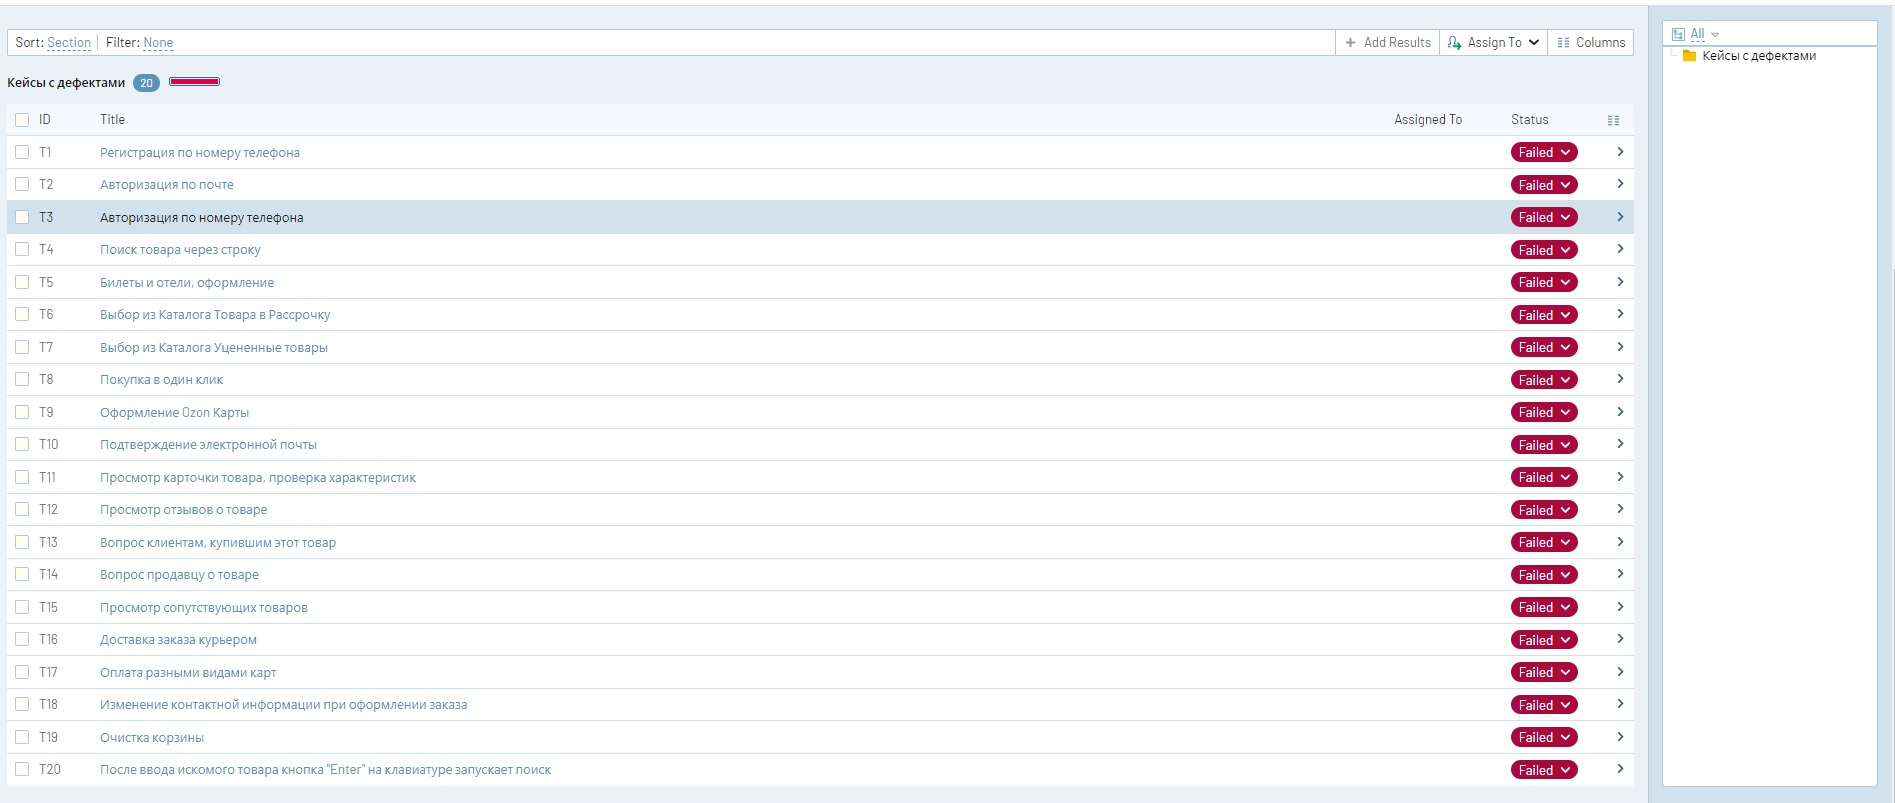 Sort: Section Filter: None
Add Results Assign To Columns
All
Кейсы с дефектами
Кейсы с дефектами 20
ID Title Assigned To Status
T1 Регистрация по номеру телефона Failed
T2 Авторизация по почте Failed
T3 Авторизация по номеру телефона Failed
T4 Поиск товара через строку Failed
T5 Билеты и отели, оформление Failed
T6 Выбор из Каталога Товара в Рассрочку Failed
T7 Выбор из Каталога Уцененные товары Failed
T8 Покупка в один клик Failed
T9 Оформление Ozon Карты Failed
T10 Подтверждение электронной почты Failed
T11 Просмотр карточки товара, проверка характеристик Failed
T12 Просмотр отзывов о товаре Failed
T13 Вопрос клиентам, купившим этот товар Failed
T14 Вопрос продавцу о товаре Failed
T15 Просмотр сопутствующих товаров Failed
T16 Доставка заказа курьером Failed
T17 Оплата разными видами карт Failed
T18 Изменение контактной информации при оформлении заказа Failed
T19 Очистка корзины Failed
T20 После ввода искомого товара кнопка "Enter" на клавиатуре запускает поиск Failed